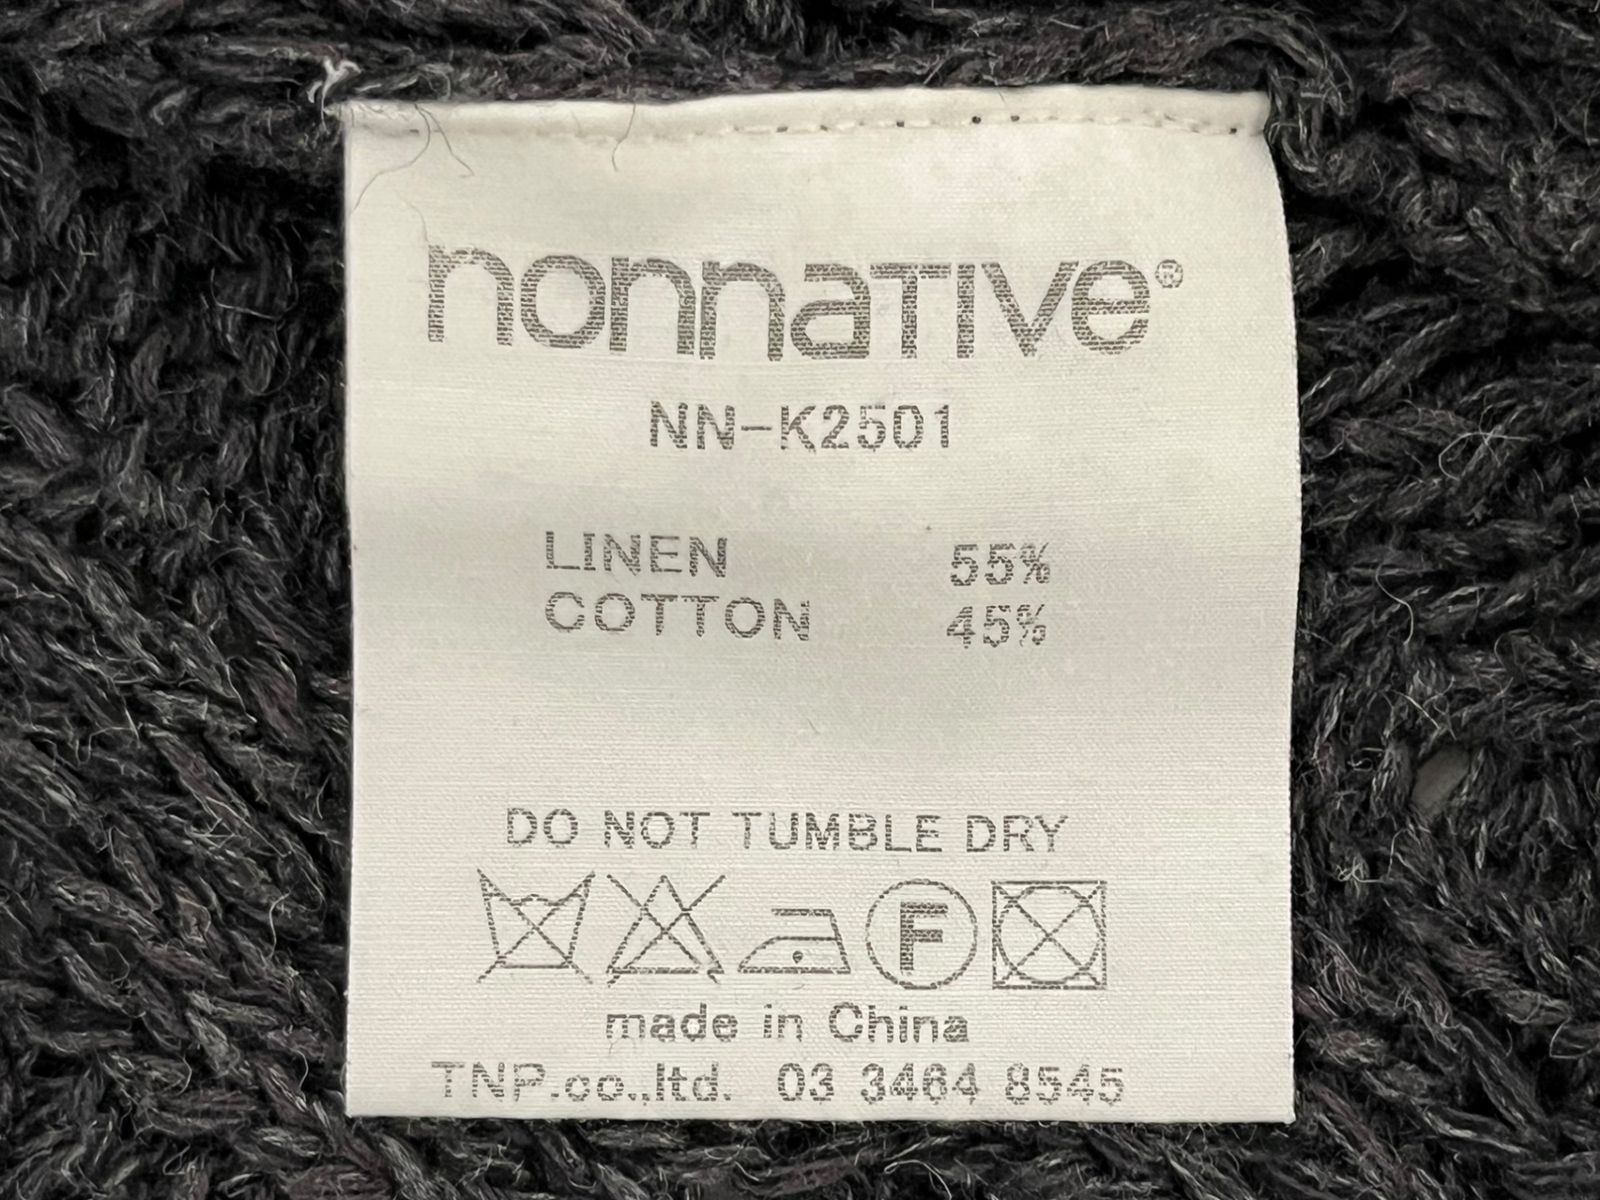 nonnative®
NN-K2501
LINEN 55%
COTTON 45%
DO NOT TUMBLE DRY
F
made in China
TNP.co.,ltd. 03 3464 8545